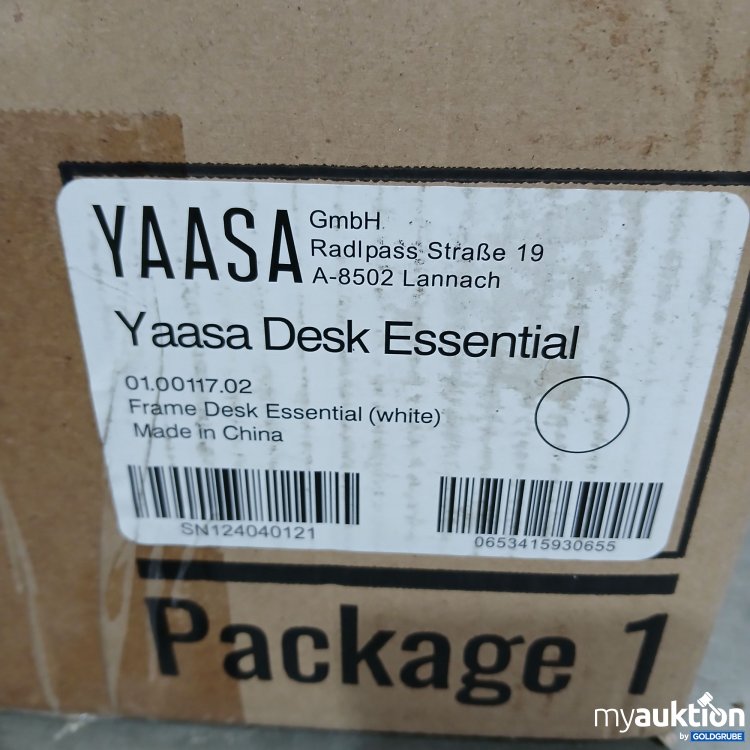 YAASA
GmbH
Radlpass Straße 19
A-8502 Lannach
Yaasa Desk Essential
01.00117.02
Frame Desk Essential (white)
Made in China
SN124040121
0653415930655
Package 1
myauktion
by GOLDGRUBE